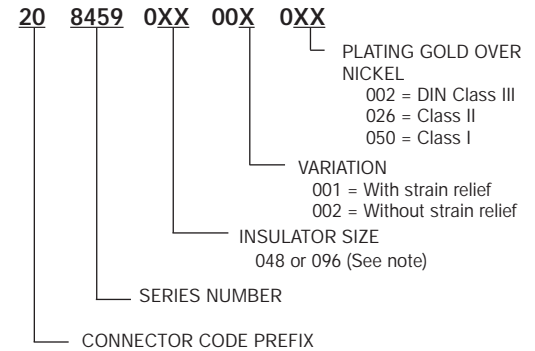 20 8459 0XX 00X 0XX
PLATING GOLD OVER
NICKEL
002 = DIN Class III
026 = Class II
050 = Class I
VARIATION
001 = With strain relief
002 = Without strain relief
INSULATOR SIZE
048 or 096 (See note)
SERIES NUMBER
CONNECTOR CODE PREFIX